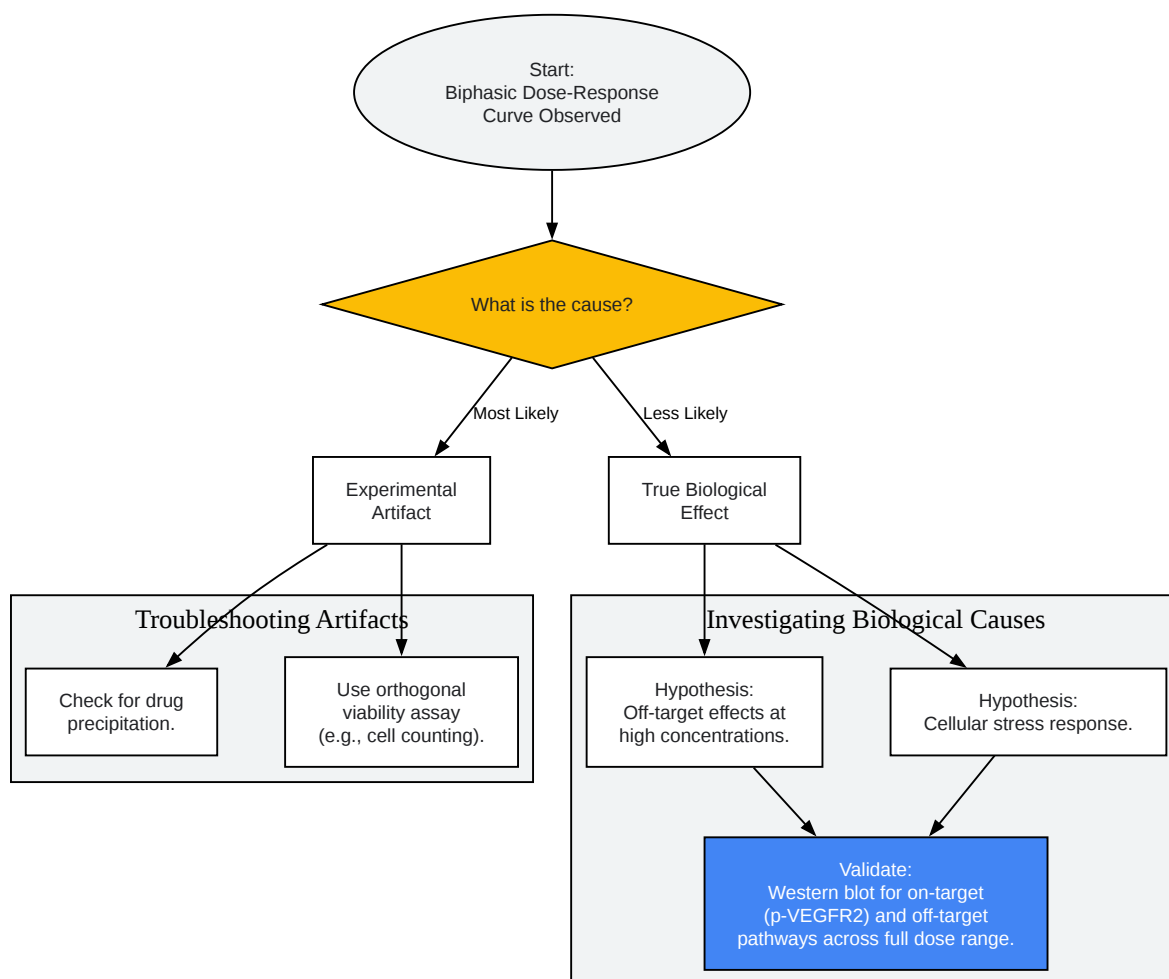 Start:
Biphasic Dose-Response
Curve Observed
What is the cause?
Most Likely
Less Likely
Experimental
Artifact
True Biological
Effect
Troubleshooting Artifacts
Check for drug
precipitation.
Use orthogonal
viability assay
(e.g., cell counting).
Investigating Biological Causes
Hypothesis:
Off-target effects at
high concentrations.
Hypothesis:
Cellular stress response.
Validate:
Western blot for on-target
(p-VEGFR2) and off-target
pathways across full dose range.